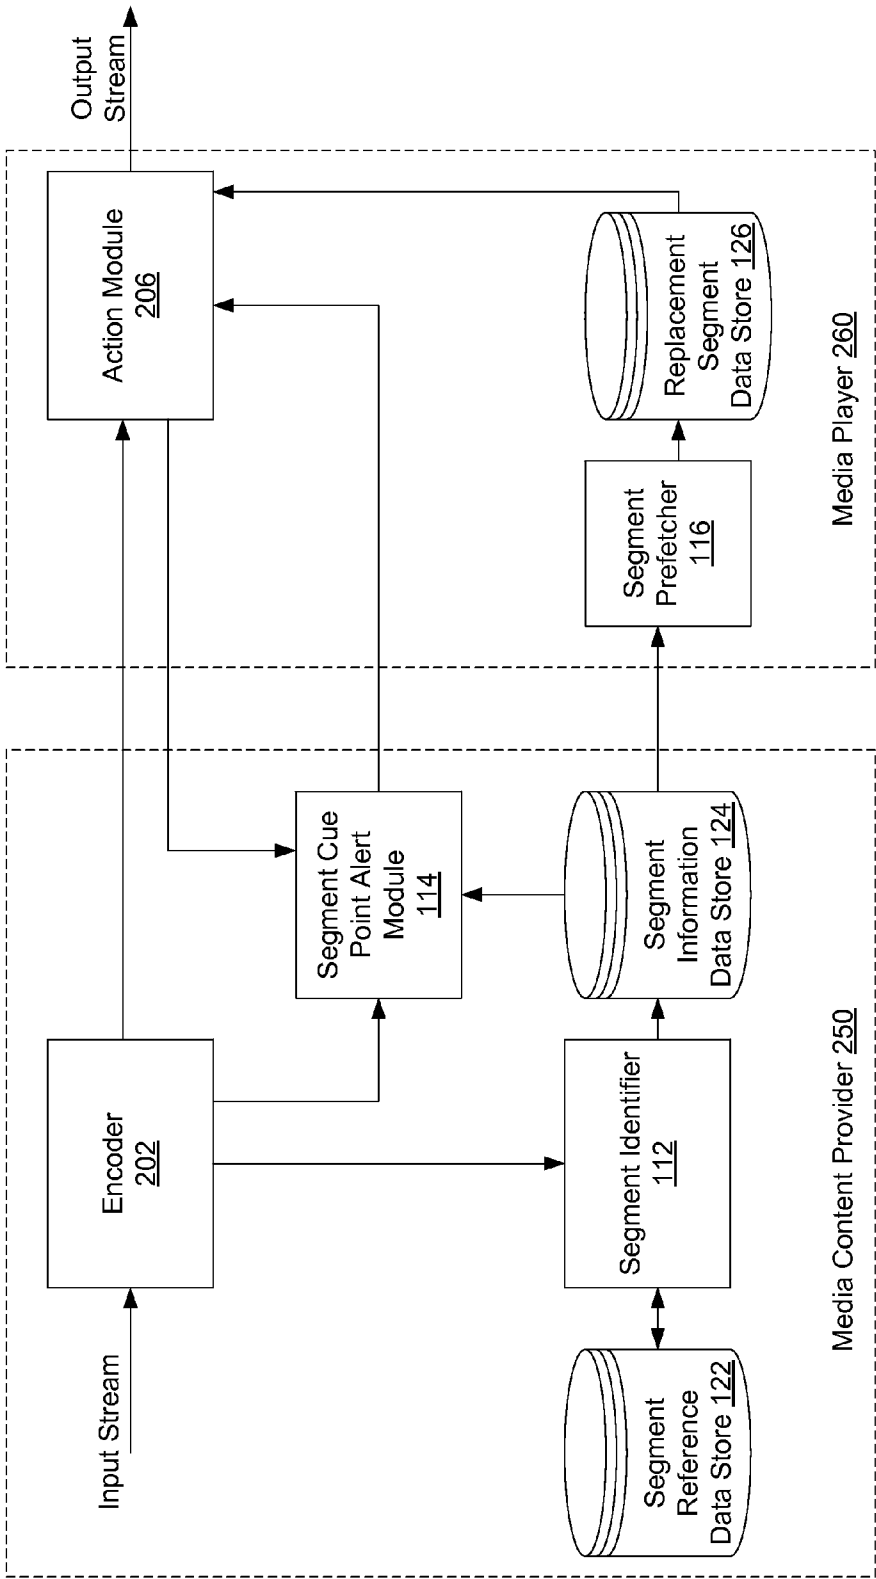 Input Stream
Encoder
202
Action Module
206
Output
Stream
Segment Cue
Point Alert
Module
114
Segment
Reference
Data Store 122
Segment Identifier
112
Segment
Information
Data Store 124
Segment
Prefetcher
116
Replacement
Segment
Data Store 126
Media Content Provider 250
Media Player 260